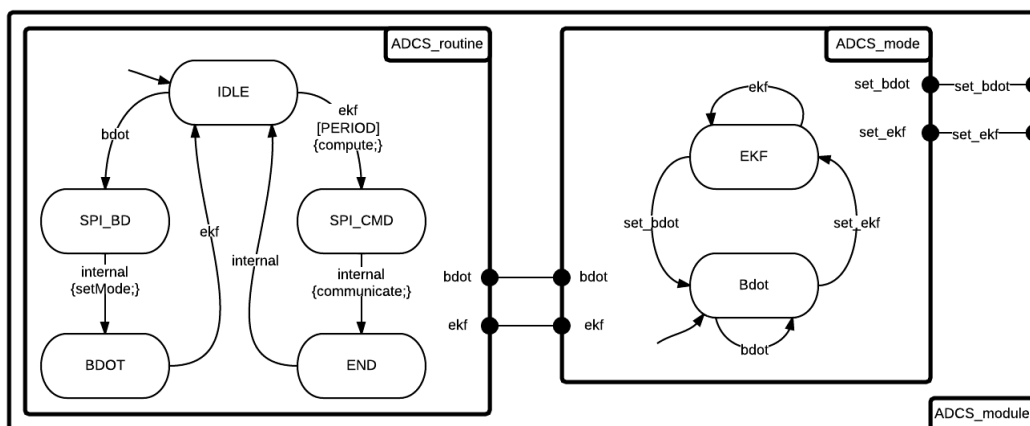 ADCS_routine
IDLE
bdot
ekf
[PERIOD]
{compute;}
SPI_BD
SPI_CMD
ekf
internal
internal
{setMode;}
internal
{communicate;}
BDOT
END
bdot
ekf
ADCS_mode
set_bdot
set_bdot
set_ekf
set_ekf
ekf
EKF
set_bdot
set_ekf
bdot
ekf
Bdot
bdot
ADCS_module